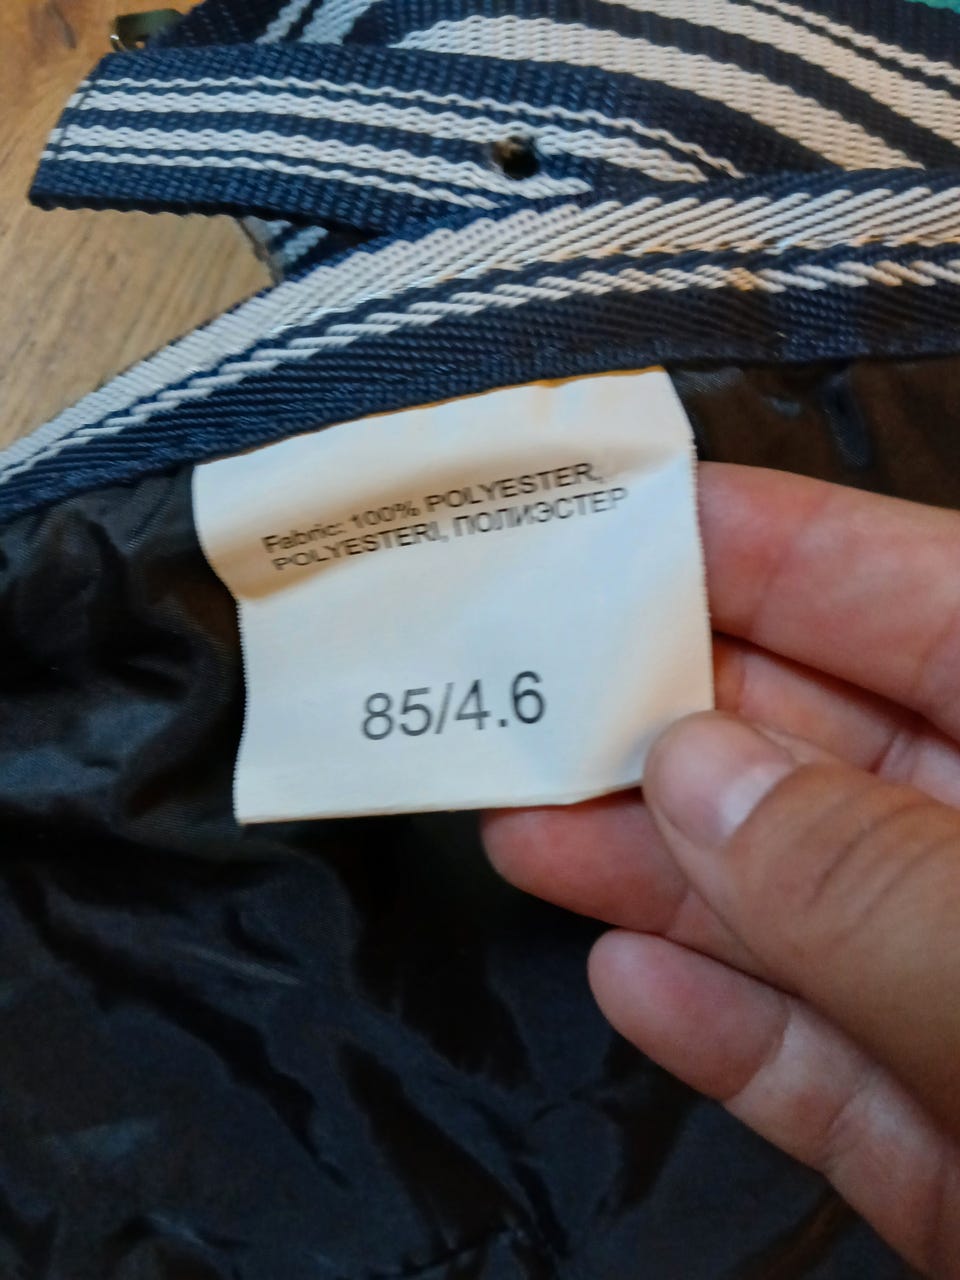 Fabric: 100% POLYESTER,
POLYESTERI, ПОЛИЭСТЕР
85/4.6